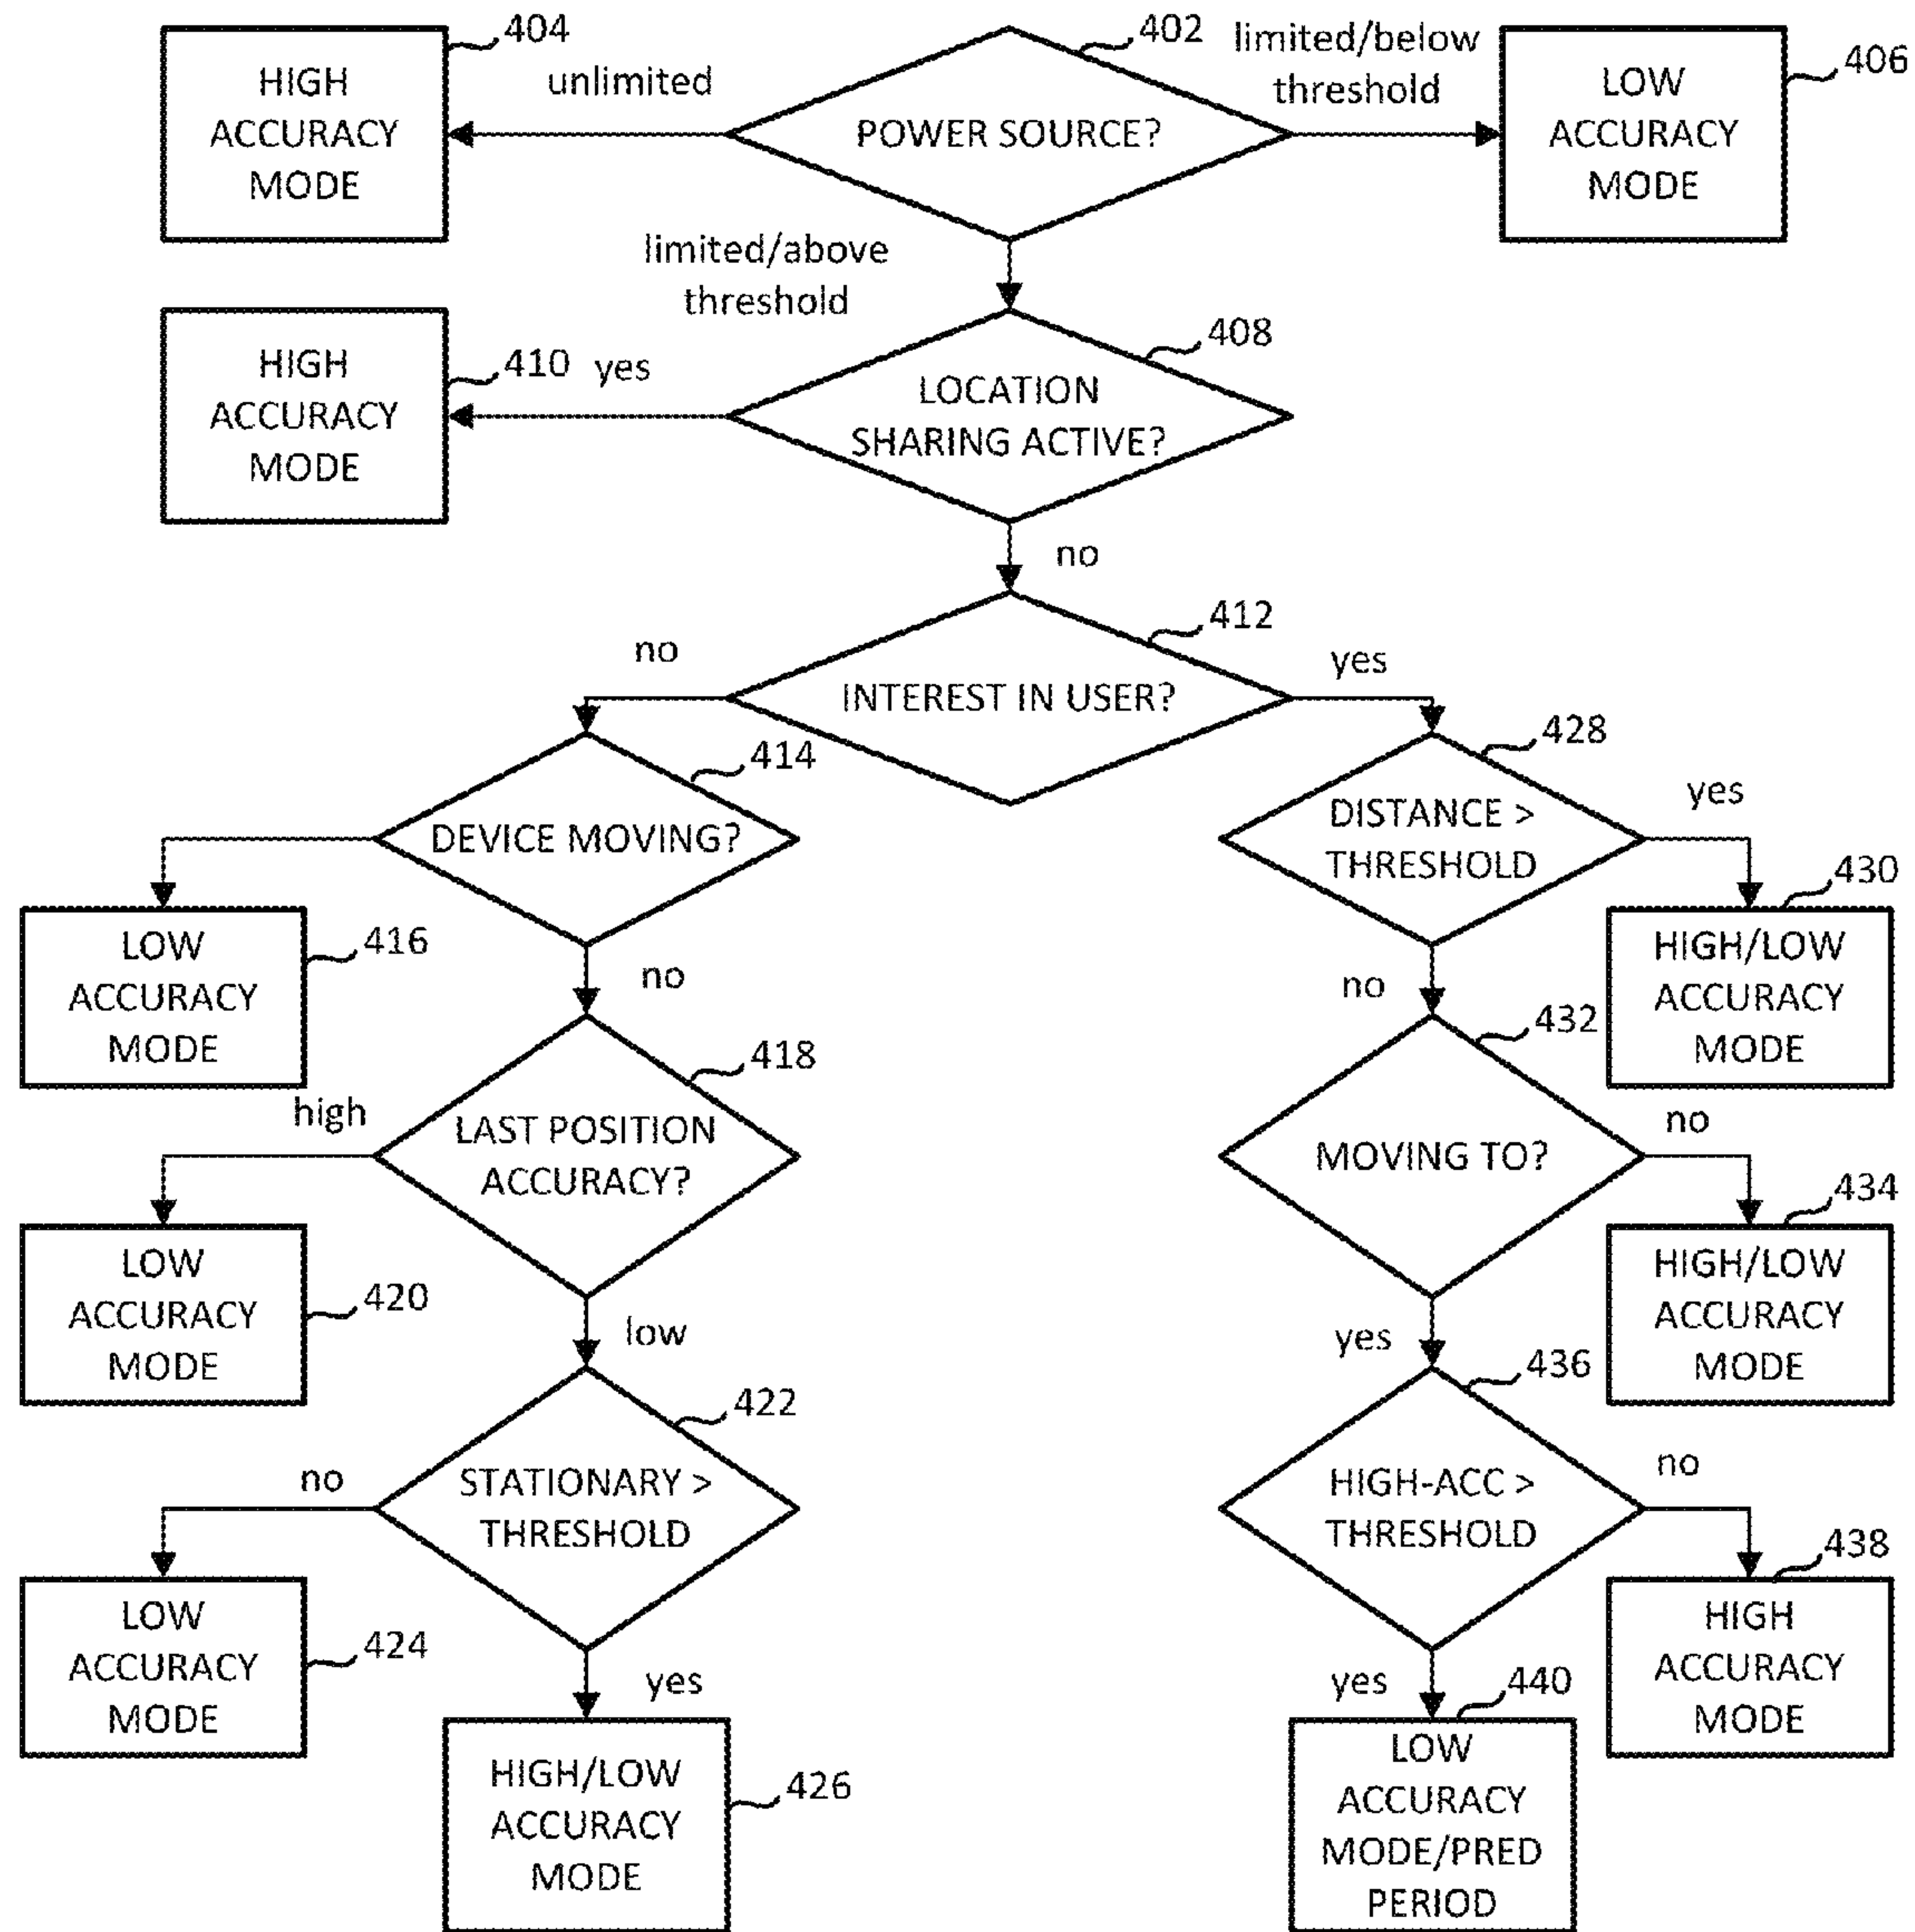 404
HIGH
ACCURACY
MODE
unlimited
402
POWER SOURCE?
limited/below
threshold
406
LOW
ACCURACY
MODE
limited/above
threshold
408
LOCATION
SHARING ACTIVE?
yes
410
HIGH
ACCURACY
MODE
no
412
INTEREST IN USER?
no
yes
414
DEVICE MOVING?
428
DISTANCE >
THRESHOLD
yes
416
LOW
ACCURACY
MODE
no
no
430
HIGH/LOW
ACCURACY
MODE
418
LAST POSITION
ACCURACY?
high
432
MOVING TO?
no
420
LOW
ACCURACY
MODE
low
yes
434
HIGH/LOW
ACCURACY
MODE
422
STATIONARY >
THRESHOLD
no
436
HIGH-ACC >
THRESHOLD
no
424
LOW
ACCURACY
MODE
yes
yes
438
HIGH
ACCURACY
MODE
426
HIGH/LOW
ACCURACY
MODE
440
LOW
ACCURACY
MODE/PRED
PERIOD